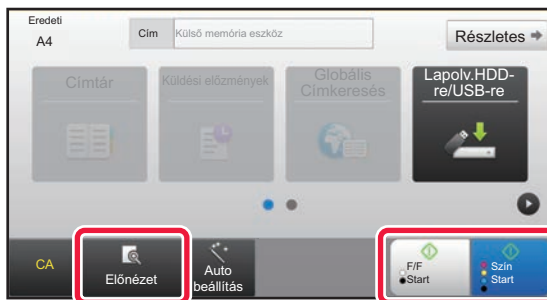 Eredeti
A4
Cím
Külső memória eszköz
Részletes
Címtár
Küldési előzmények
Globális
Címkeresés
Lapolv.HDD-
re/USB-re
CA
Előnézet
Auto
beállítás
F/F
Start
Szín
Start